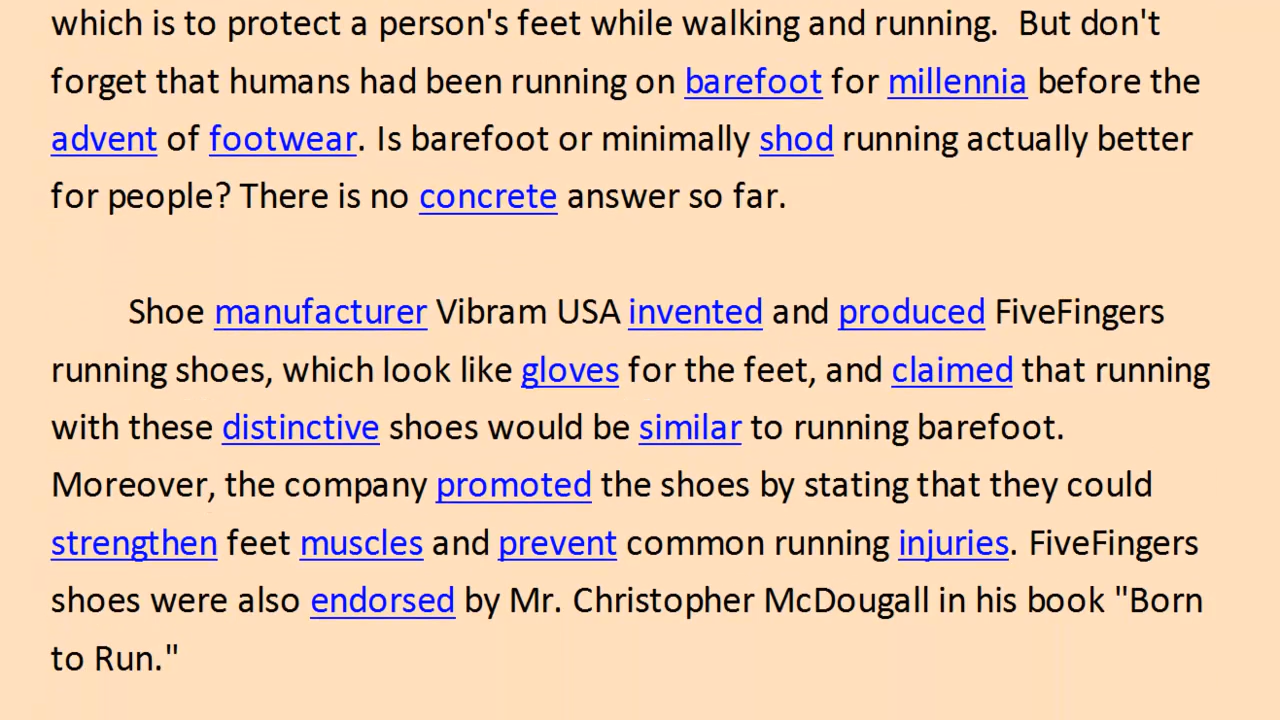 which is to protect a person's feet while walking and running.  But don't
forget that humans had been running on barefoot for millennia before the
advent of footwear. Is barefoot or minimally shod running actually better
for people? There is no concrete answer so far.
Shoe manufacturer Vibram USA invented and produced FiveFingers
running shoes, which look like gloves for the feet, and claimed that running
with these distinctive shoes would be similar to running barefoot.
Moreover, the company promoted the shoes by stating that they could
strengthen feet muscles and prevent common running injuries. FiveFingers
shoes were also endorsed by Mr. Christopher McDougall in his book "Born
to Run."